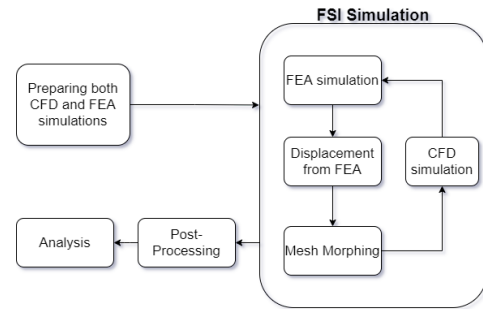 FSI Simulation
Preparing both
CFD and FEA
simulations
FEA simulation
Displacement
from FEA
CFD
simulation
Mesh Morphing
Post-
Processing
Analysis